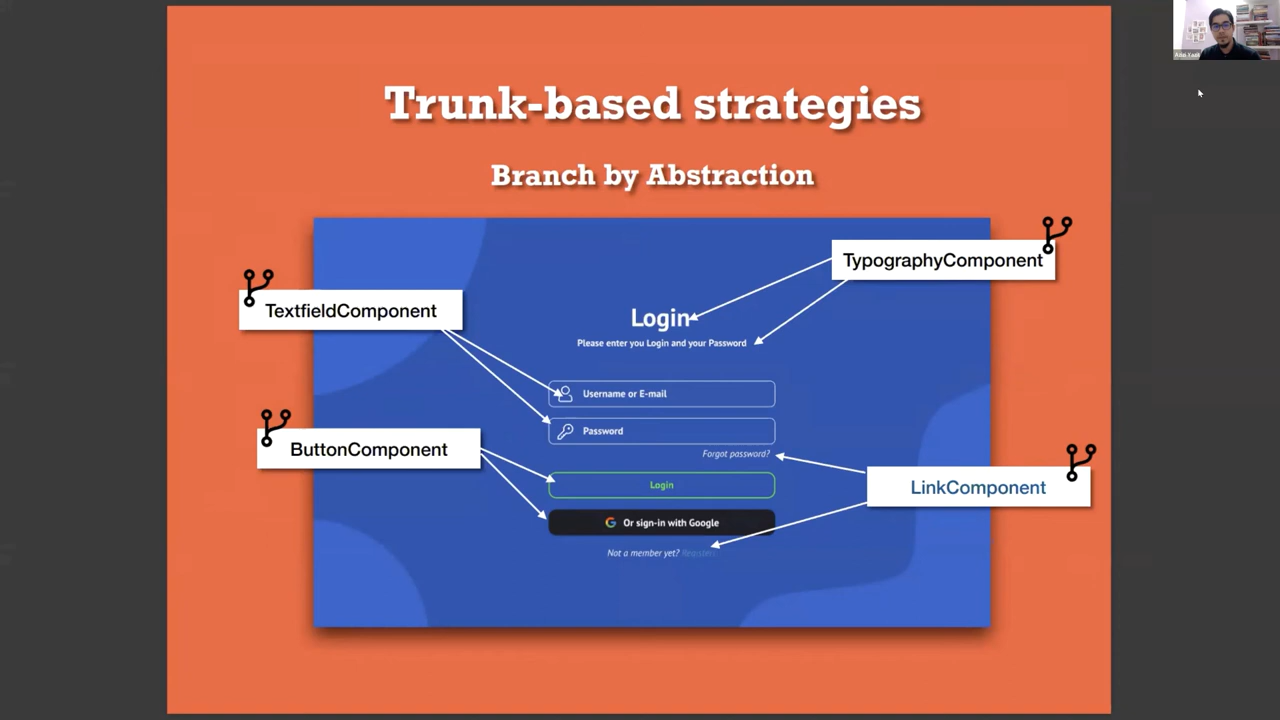 Trunk-based strategies
Branch by Abstraction
TypographyComponent
TextfieldComponent
Login
Please enter you Login and your Password
Username or E-mail
Password
ButtonComponent
Forgot password?
Login
LinkComponent
Or sign-in with Google
Not a member yet? Register!